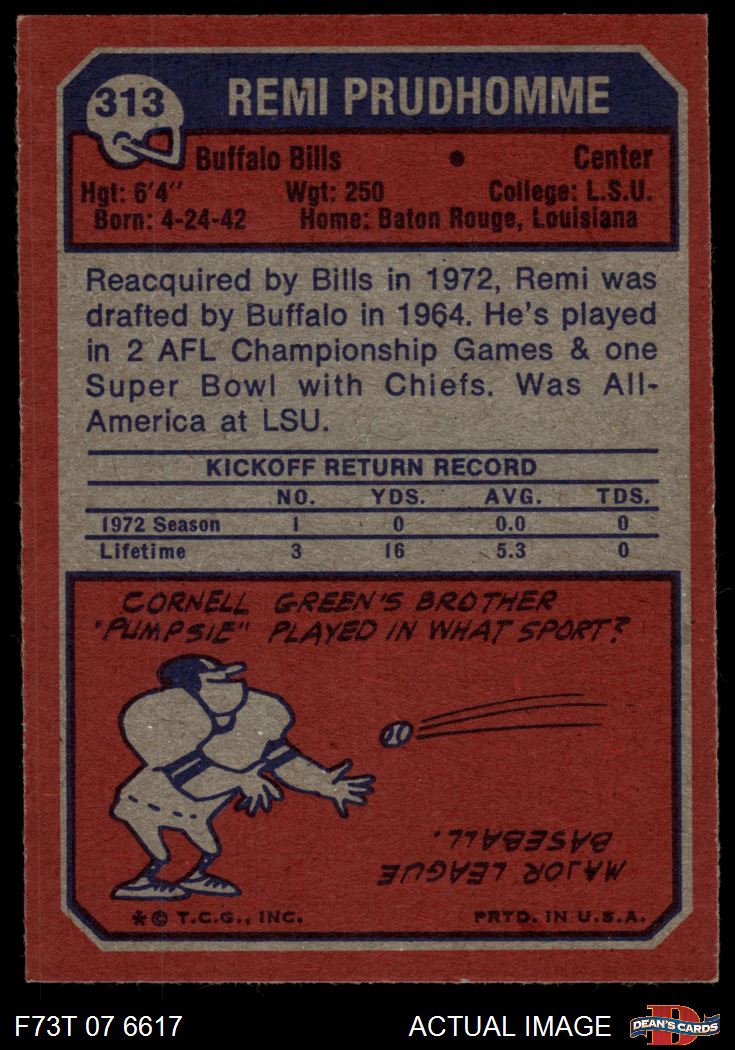 313
REMI PRUDHOMME
Buffalo Bills • Center
Hgt: 6'4" Wgt: 250 College: L.S.U.
Born: 4-24-42 Home: Baton Rouge, Louisiana
Reacquired by Bills in 1972, Remi was
drafted by Buffalo in 1964. He's played
in 2 AFL Championship Games & one
Super Bowl with Chiefs. Was All-
America at LSU.
KICKOFF RETURN RECORD
NO. YDS. AVG. TDS.
1972 Season 1 0 0.0 0
Lifetime 3 16 5.3 0
CORNELL GREEN'S BROTHER
"PUMPSIE" PLAYED IN WHAT SPORT?
MAJOR LEAGUE
BASEBALL.
*© T.C.G., INC. PRTD. IN U.S.A.
F73T 07 6617 ACTUAL IMAGE
D
DEAN'S CARDS